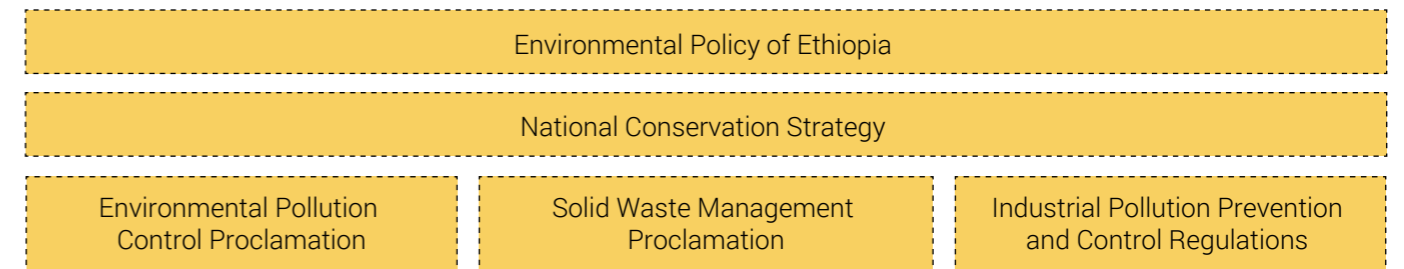 Environmental Policy of Ethiopia
National Conservation Strategy
Environmental Pollution
Control Proclamation
Solid Waste Management
Proclamation
Industrial Pollution Prevention
and Control Regulations